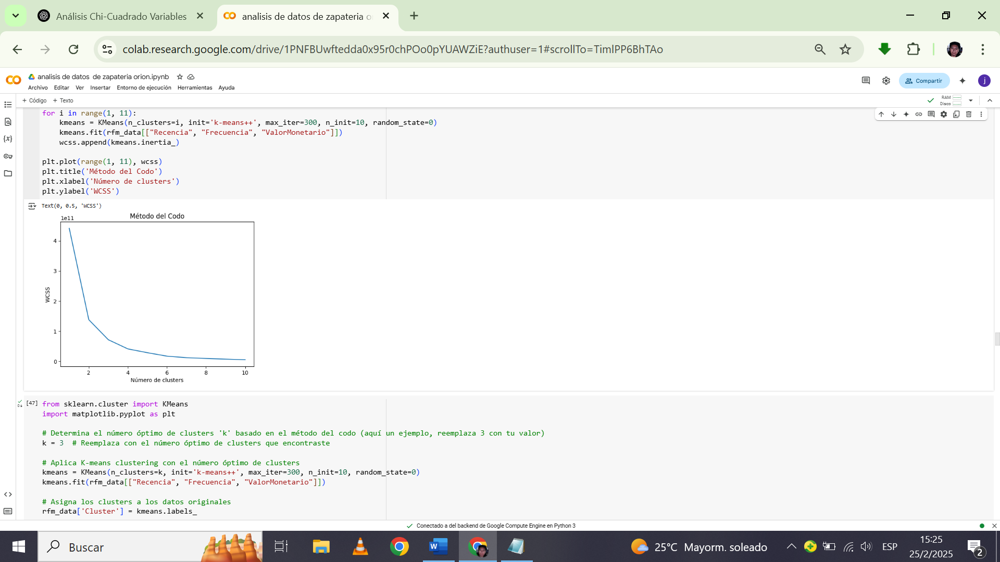 Análisis Chi-Cuadrado Variables
analisis de datos de zapateria o
colab.research.google.com/drive/1PNFBUwftedda0x95r0chPOo0pYUAWZiE?authuser=1#scrollTo=TimlPP6BhTAo
analisis de datos de zapateria orion.ipynb
Archivo Editar Ver Insertar Entorno de ejecución Herramientas Ayuda
Compartir
j
+ Código + Texto
RAM
Disco
for i in range(1, 11):
    kmeans = KMeans(n_clusters=i, init='k-means++', max_iter=300, n_init=10, random_state=0)
    kmeans.fit(rfm_data[["Recencia", "Frecuencia", "ValorMonetario"]])
    wcss.append(kmeans.inertia_)
plt.plot(range(1, 11), wcss)
plt.title('Método del Codo')
plt.xlabel('Número de clusters')
plt.ylabel('WCSS')
Text(0, 0.5, 'WCSS')
Método del Codo
1e11
4
3
2
1
0
WCSS
2 4 6 8 10
Número de clusters
0 s
[47] from sklearn.cluster import KMeans
import matplotlib.pyplot as plt
# Determina el número óptimo de clusters 'k' basado en el método del codo (aquí un ejemplo, reemplaza 3 con tu valor)
k = 3  # Reemplaza con el número óptimo de clusters que encontraste
# Aplica K-means clustering con el número óptimo de clusters
kmeans = KMeans(n_clusters=k, init='k-means++', max_iter=300, n_init=10, random_state=0)
kmeans.fit(rfm_data[["Recencia", "Frecuencia", "ValorMonetario"]])
# Asigna los clusters a los datos originales
rfm_data['Cluster'] = kmeans.labels_
Conectado a del backend de Google Compute Engine en Python 3
Buscar
W
25°C Mayorm. soleado
ESP
15:25
25/2/2025
2